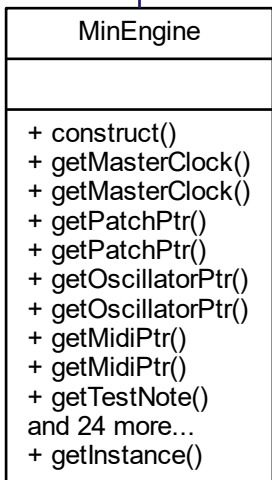 MinEngine
+ construct()
+ getMasterClock()
+ getMasterClock()
+ getPatchPtr()
+ getPatchPtr()
+ getOscillatorPtr()
+ getOscillatorPtr()
+ getMidiPtr()
+ getMidiPtr()
+ getTestNote()
and 24 more...
+ getInstance()